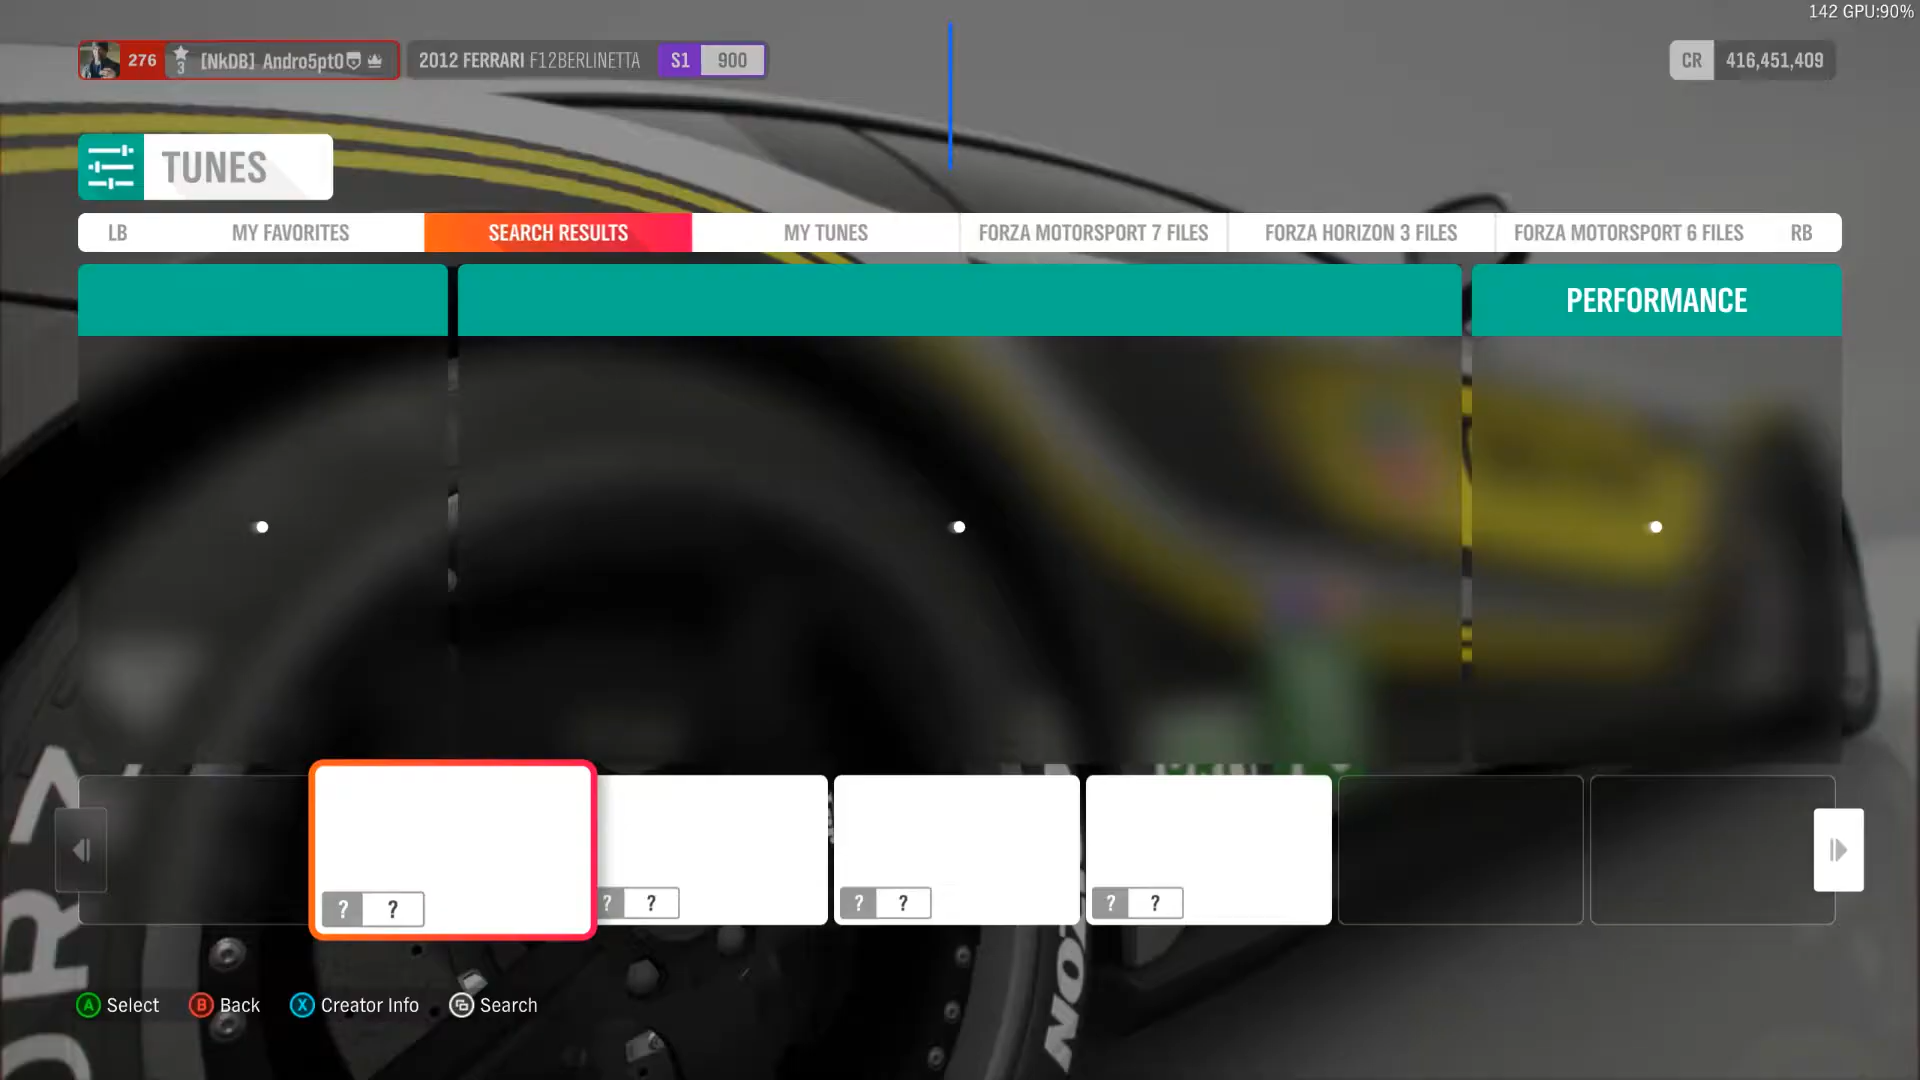 142 GPU:90%
276 3 [NkDB] Andro5pt0 2012 FERRARI F12BERLINETTA S1 900 CR 416,451,409
TUNES
LB MY FAVORITES SEARCH RESULTS MY TUNES FORZA MOTORSPORT 7 FILES FORZA HORIZON 3 FILES FORZA MOTORSPORT 6 FILES RB
PERFORMANCE
? ? ? ? ? ? ? ?
A Select B Back X Creator Info Search